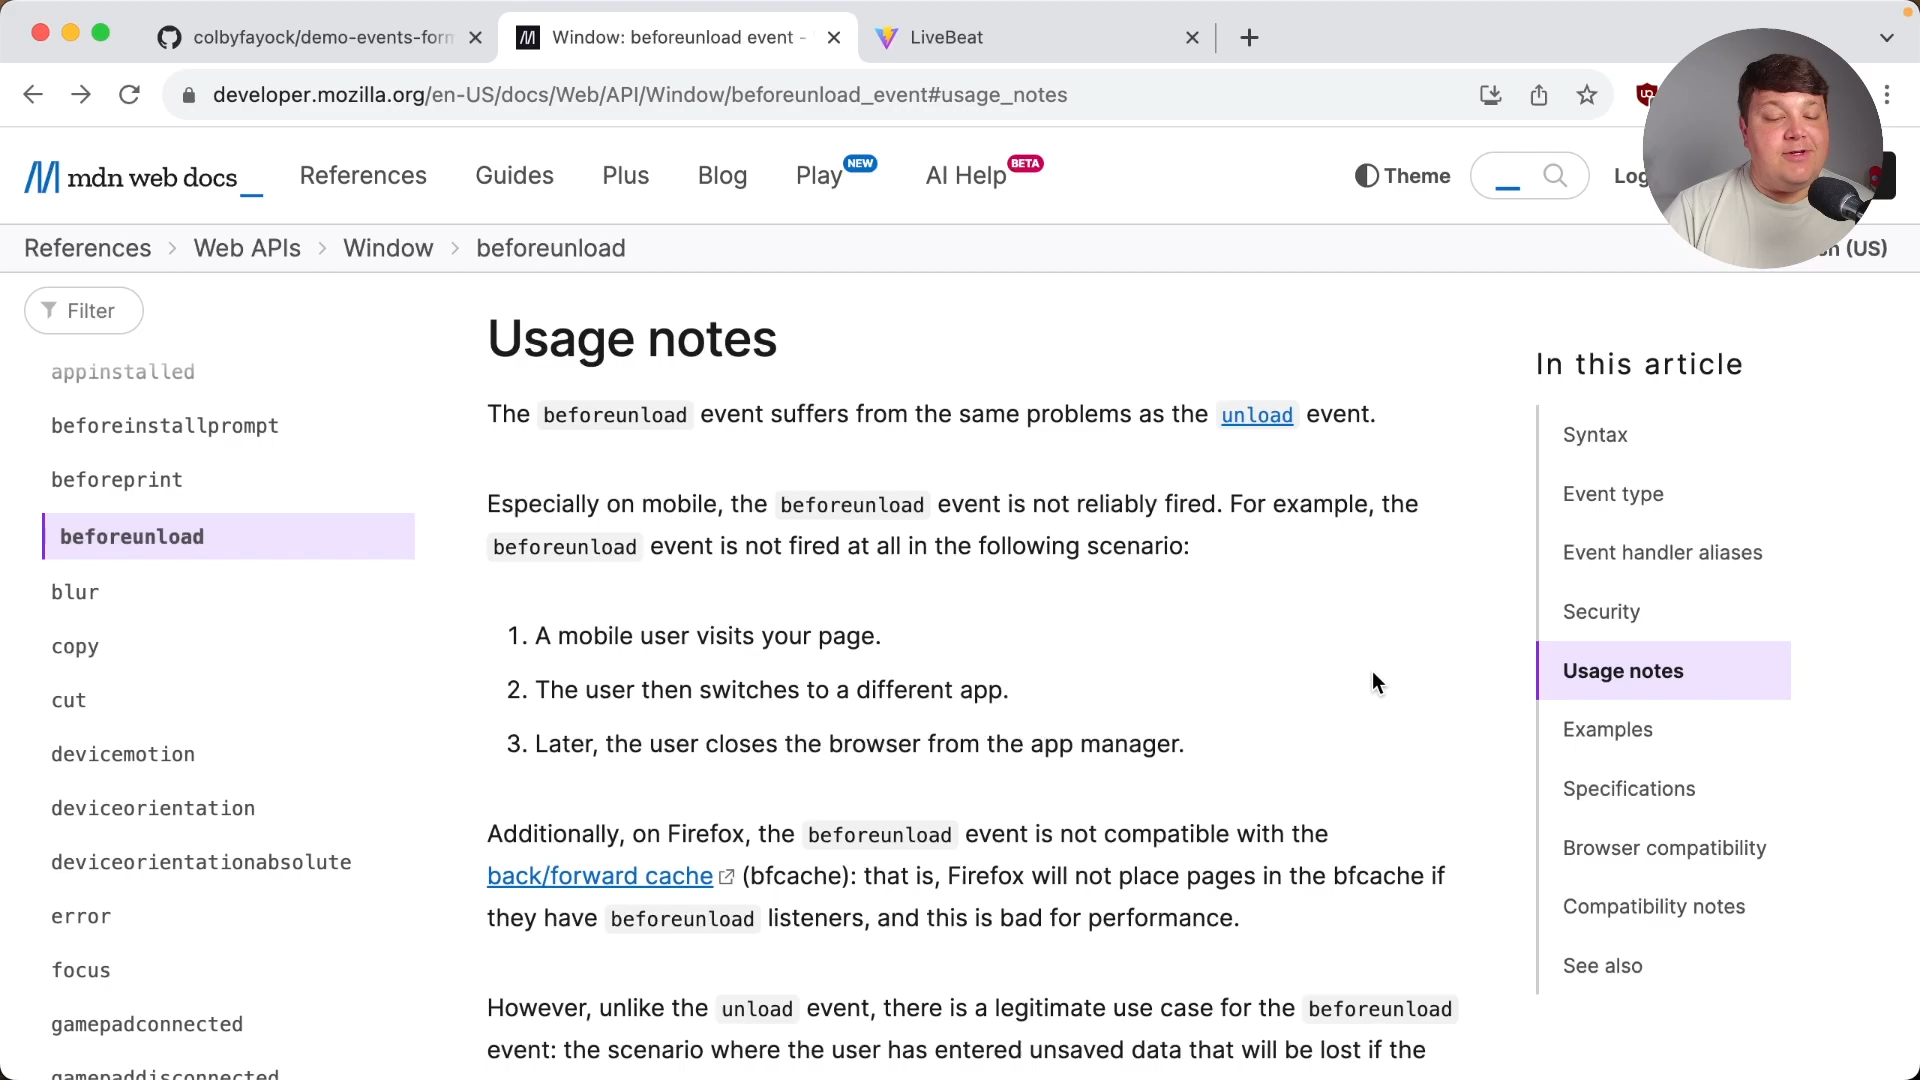 colbyfayock/demo-events-form
Window: beforeunload event -
LiveBeat
developer.mozilla.org/en-US/docs/Web/API/Window/beforeunload_event#usage_notes
mdn web docs_
References
Guides
Plus
Blog
Play NEW
AI Help BETA
Theme
Log
References > Web APIs > Window > beforeunload
(US)
Filter
appinstalled
beforeinstallprompt
beforeprint
beforeunload
blur
copy
cut
devicemotion
deviceorientation
deviceorientationabsolute
error
focus
gamepadconnected
gamepaddisconnected
Usage notes
The beforeunload event suffers from the same problems as the unload event.
Especially on mobile, the beforeunload event is not reliably fired. For example, the
beforeunload event is not fired at all in the following scenario:
1. A mobile user visits your page.
2. The user then switches to a different app.
3. Later, the user closes the browser from the app manager.
Additionally, on Firefox, the beforeunload event is not compatible with the
back/forward cache (bfcache): that is, Firefox will not place pages in the bfcache if
they have beforeunload listeners, and this is bad for performance.
However, unlike the unload event, there is a legitimate use case for the beforeunload
event: the scenario where the user has entered unsaved data that will be lost if the
In this article
Syntax
Event type
Event handler aliases
Security
Usage notes
Examples
Specifications
Browser compatibility
Compatibility notes
See also